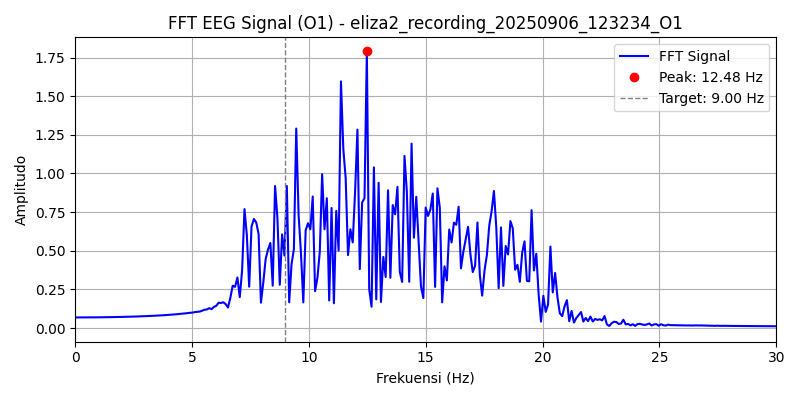 FFT EEG Signal (O1) - eliza2_recording_20250906_123234_O1
FFT Signal
Peak: 12.48 Hz
Target: 9.00 Hz
Amplitudo
1.75
1.50
1.25
1.00
0.75
0.50
0.25
0.00
0 5 10 15 20 25 30
Frekuensi (Hz)